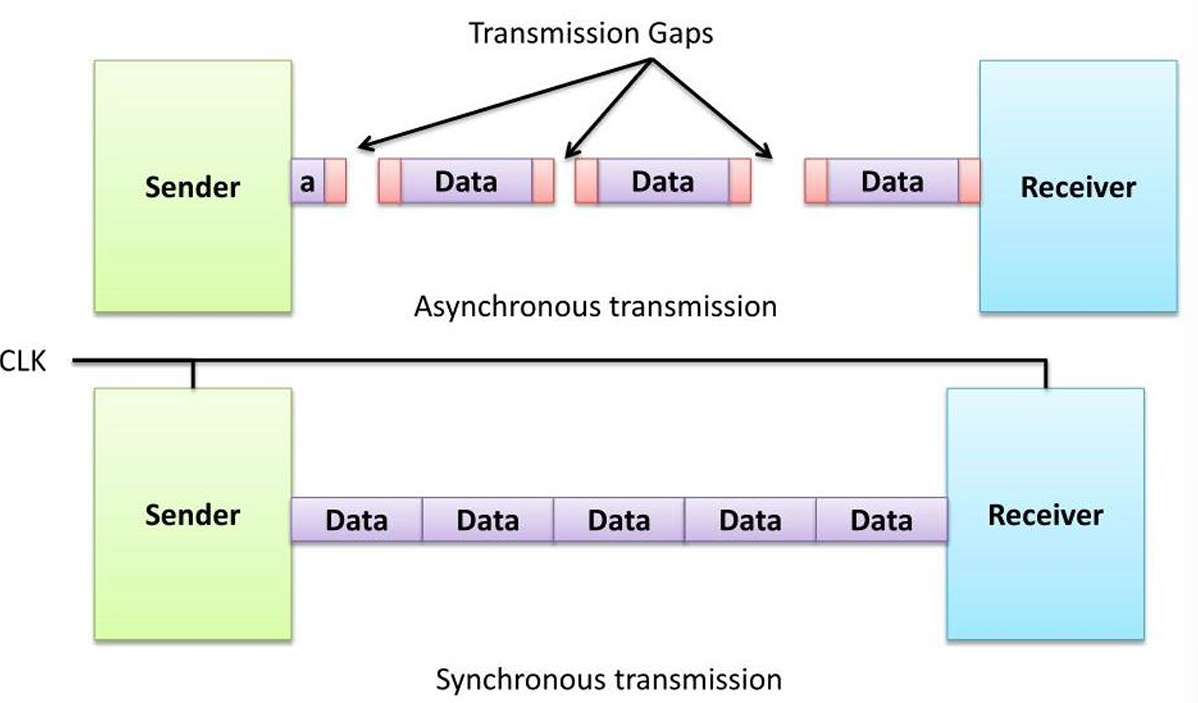 Transmission Gaps
Sender
a
Data
Data
Data
Receiver
Asynchronous transmission
CLK
Sender
Data
Data
Data
Data
Data
Receiver
Synchronous transmission